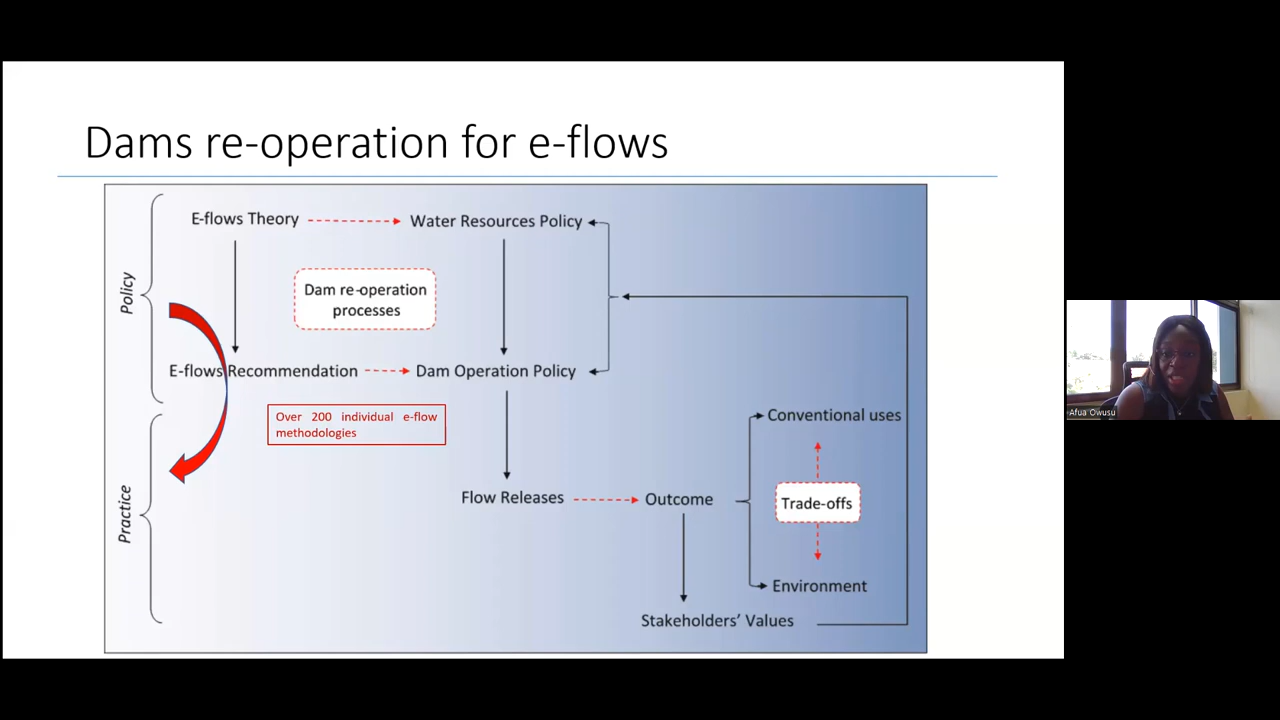 Dams re-operation for e-flows
Policy
E-flows Theory
Water Resources Policy
Dam re-operation
processes
E-flows Recommendation
Dam Operation Policy
Over 200 individual e-flow
methodologies
Practice
Conventional uses
Flow Releases
Outcome
Trade-offs
Environment
Stakeholders’ Values
Afua Owusu